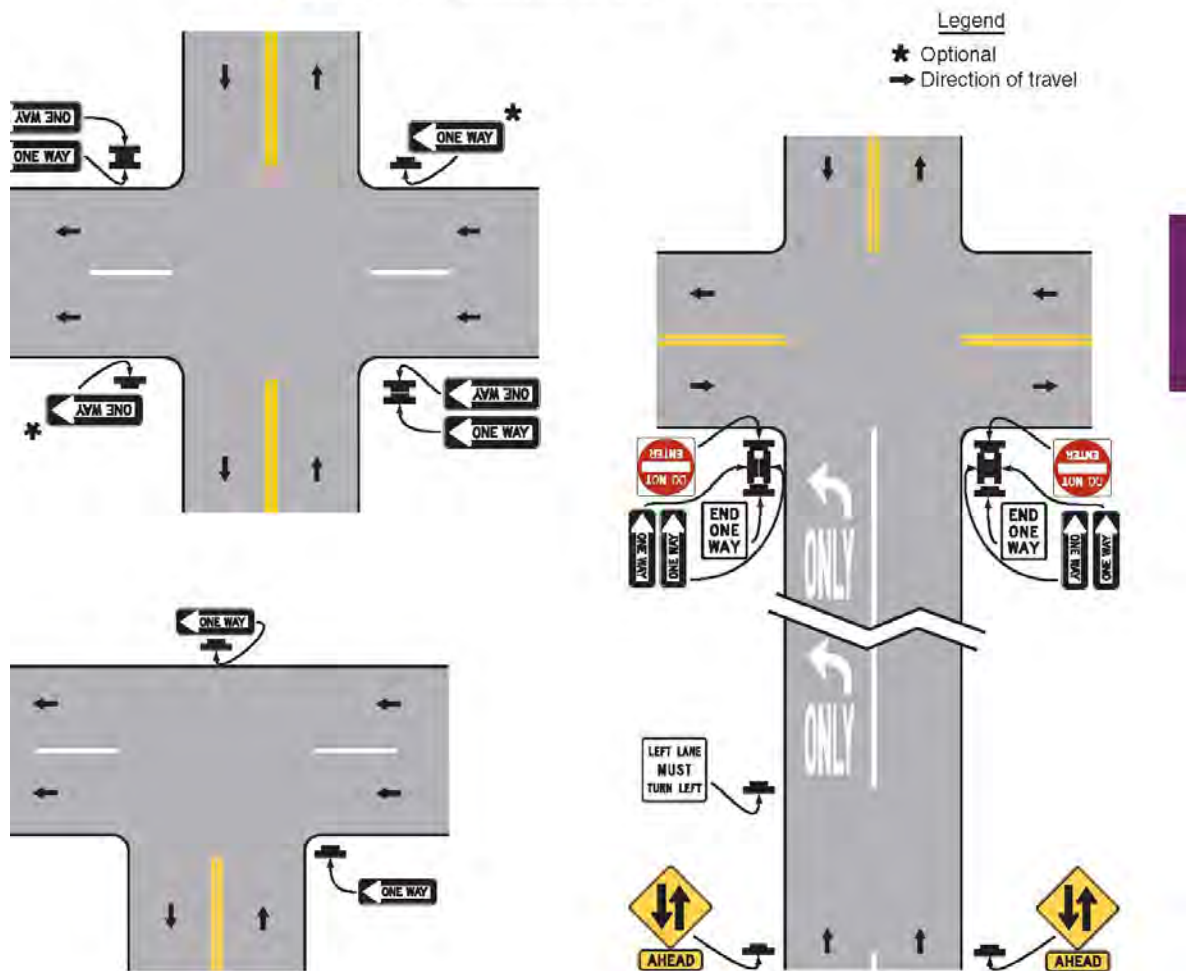 Legend
* Optional
Direction of travel
ONE WAY
ONE WAY
ONE WAY
*
ONE WAY
*
ONE WAY
ONE WAY
DO NOT
ENTER
DO NOT
ENTER
ONE WAY
ONE WAY
END
ONE
WAY
END
ONE
WAY
ONE WAY
ONE WAY
ONLY
ONE WAY
ONLY
LEFT LANE
MUST
TURN LEFT
ONE WAY
AHEAD
AHEAD